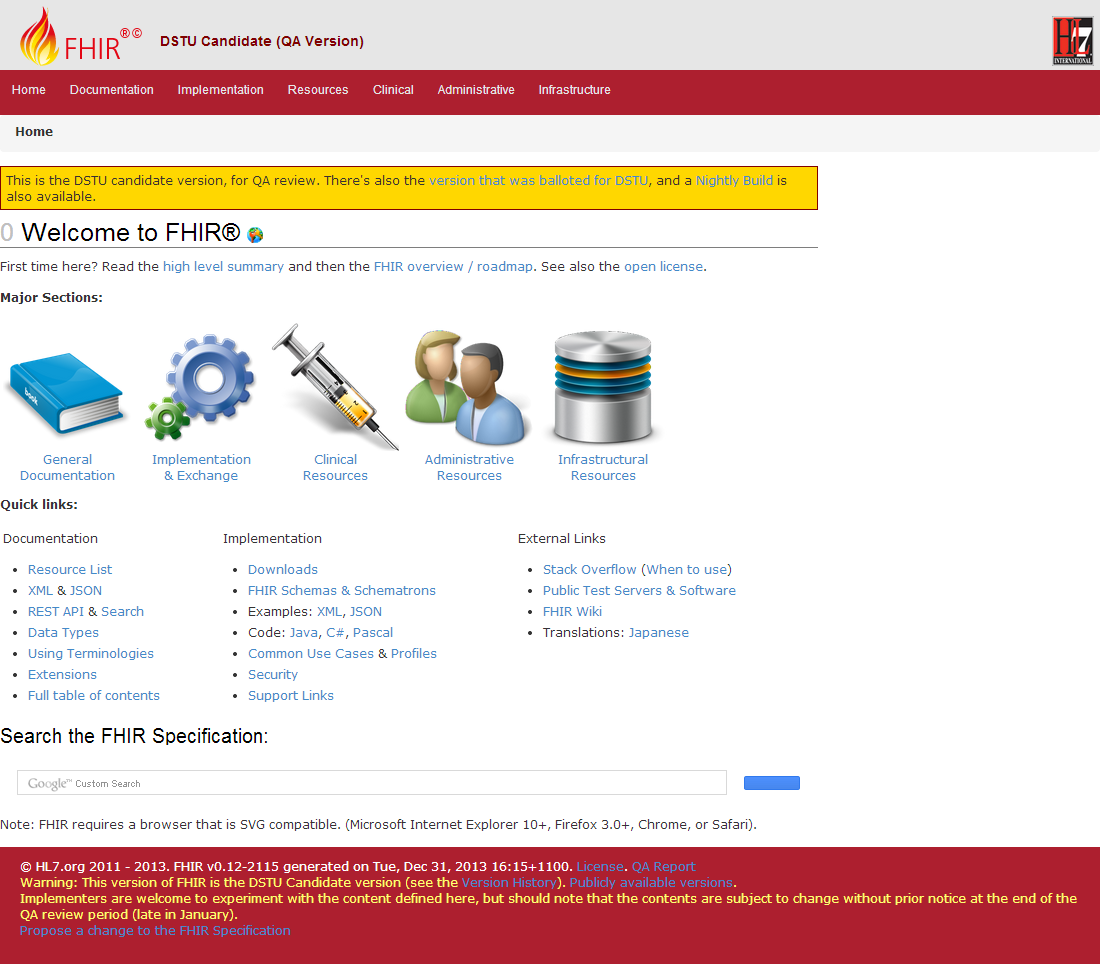 FHIR®©
DSTU Candidate (QA Version)
HL7
INTERNATIONAL
Home Documentation Implementation Resources Clinical Administrative Infrastructure
Home
This is the DSTU candidate version, for QA review. There's also the version that was balloted for DSTU, and a Nightly Build is
also available.
0 Welcome to FHIR®
First time here? Read the high level summary and then the FHIR overview / roadmap. See also the open license.
Major Sections:
book
General
Documentation
Implementation
& Exchange
Clinical
Resources
Administrative
Resources
Infrastructural
Resources
Quick links:
Documentation
• Resource List
• XML & JSON
• REST API & Search
• Data Types
• Using Terminologies
• Extensions
• Full table of contents
Implementation
• Downloads
• FHIR Schemas & Schematrons
• Examples: XML, JSON
• Code: Java, C#, Pascal
• Common Use Cases & Profiles
• Security
• Support Links
External Links
• Stack Overflow (When to use)
• Public Test Servers & Software
• FHIR Wiki
• Translations: Japanese
Search the FHIR Specification:
Google™ Custom Search
Note: FHIR requires a browser that is SVG compatible. (Microsoft Internet Explorer 10+, Firefox 3.0+, Chrome, or Safari).
© HL7.org 2011 - 2013. FHIR v0.12-2115 generated on Tue, Dec 31, 2013 16:15+1100. License. QA Report
Warning: This version of FHIR is the DSTU Candidate version (see the Version History). Publicly available versions.
Implementers are welcome to experiment with the content defined here, but should note that the contents are subject to change without prior notice at the end of the
QA review period (late in January).
Propose a change to the FHIR Specification